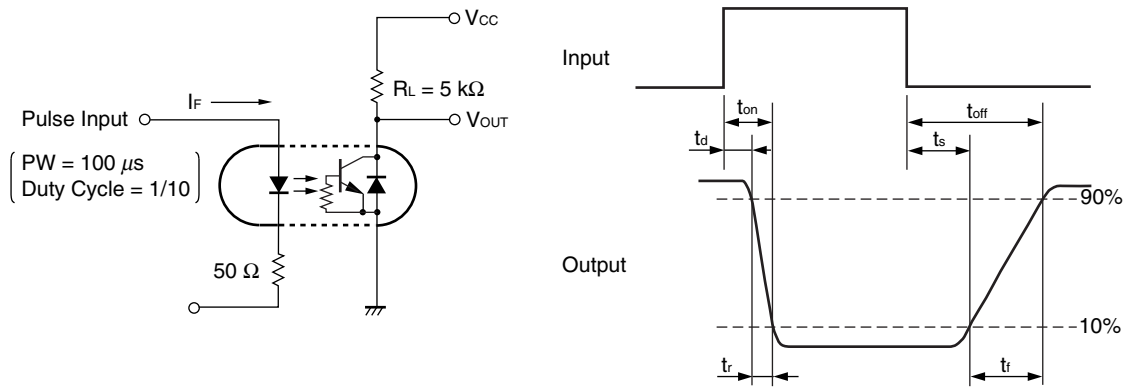 VCC
RL = 5 kΩ
IF
Pulse Input
VOUT
PW = 100 μs
Duty Cycle = 1/10
50 Ω
Input
ton
toff
td
ts
90%
Output
10%
tr
tf